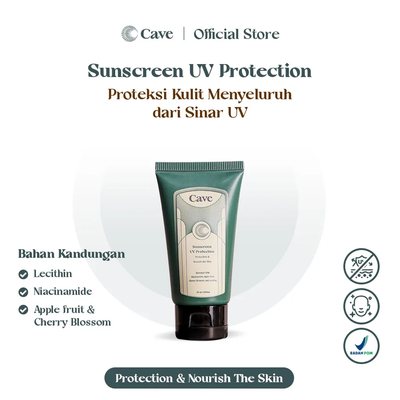 Cave | Official Store
Sunscreen UV Protection
Proteksi Kulit Menyeluruh
dari Sinar UV
Cave
Sunscreen
UV Protection
Bahan Kandungan
Lecithin
Niacinamide
Apple fruit &
Cherry Blossom
UV
BADAN POM
Protection & Nourish The Skin